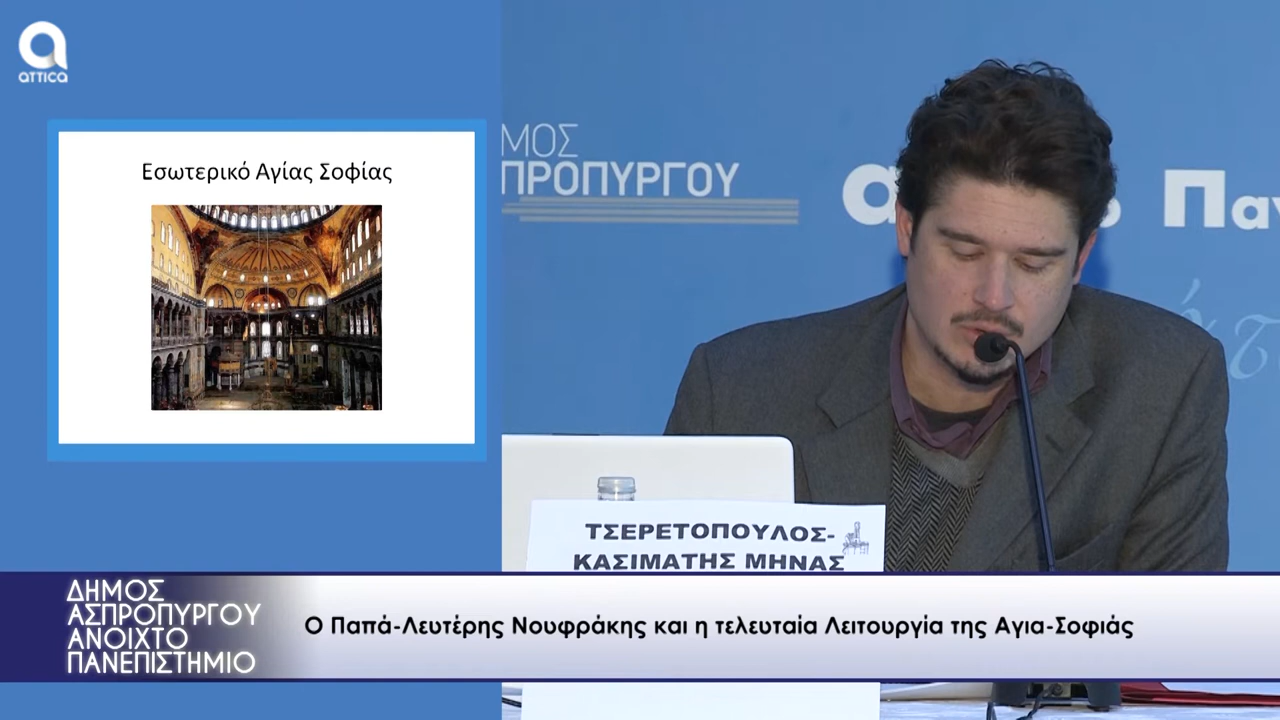 attica
Εσωτερικό Αγίας Σοφίας
ΜΟΣ
ΠΡΟΠΥΡΓΟΥ
Παν
ΤΣΕΡΕΤΟΠΟΥΛΟΣ-
ΚΑΣΙΜΑΤΗΣ ΜΗΝΑΣ
ΔΗΜΟΣ
ΑΣΠΡΟΠΥΡΓΟΥ
ΑΝΟΙΧΤΟ
ΠΑΝΕΠΙΣΤΗΜΙΟ
Ο Παπά-Λευτέρης Νουφράκης και η τελευταία Λειτουργία της Αγια-Σοφιάς